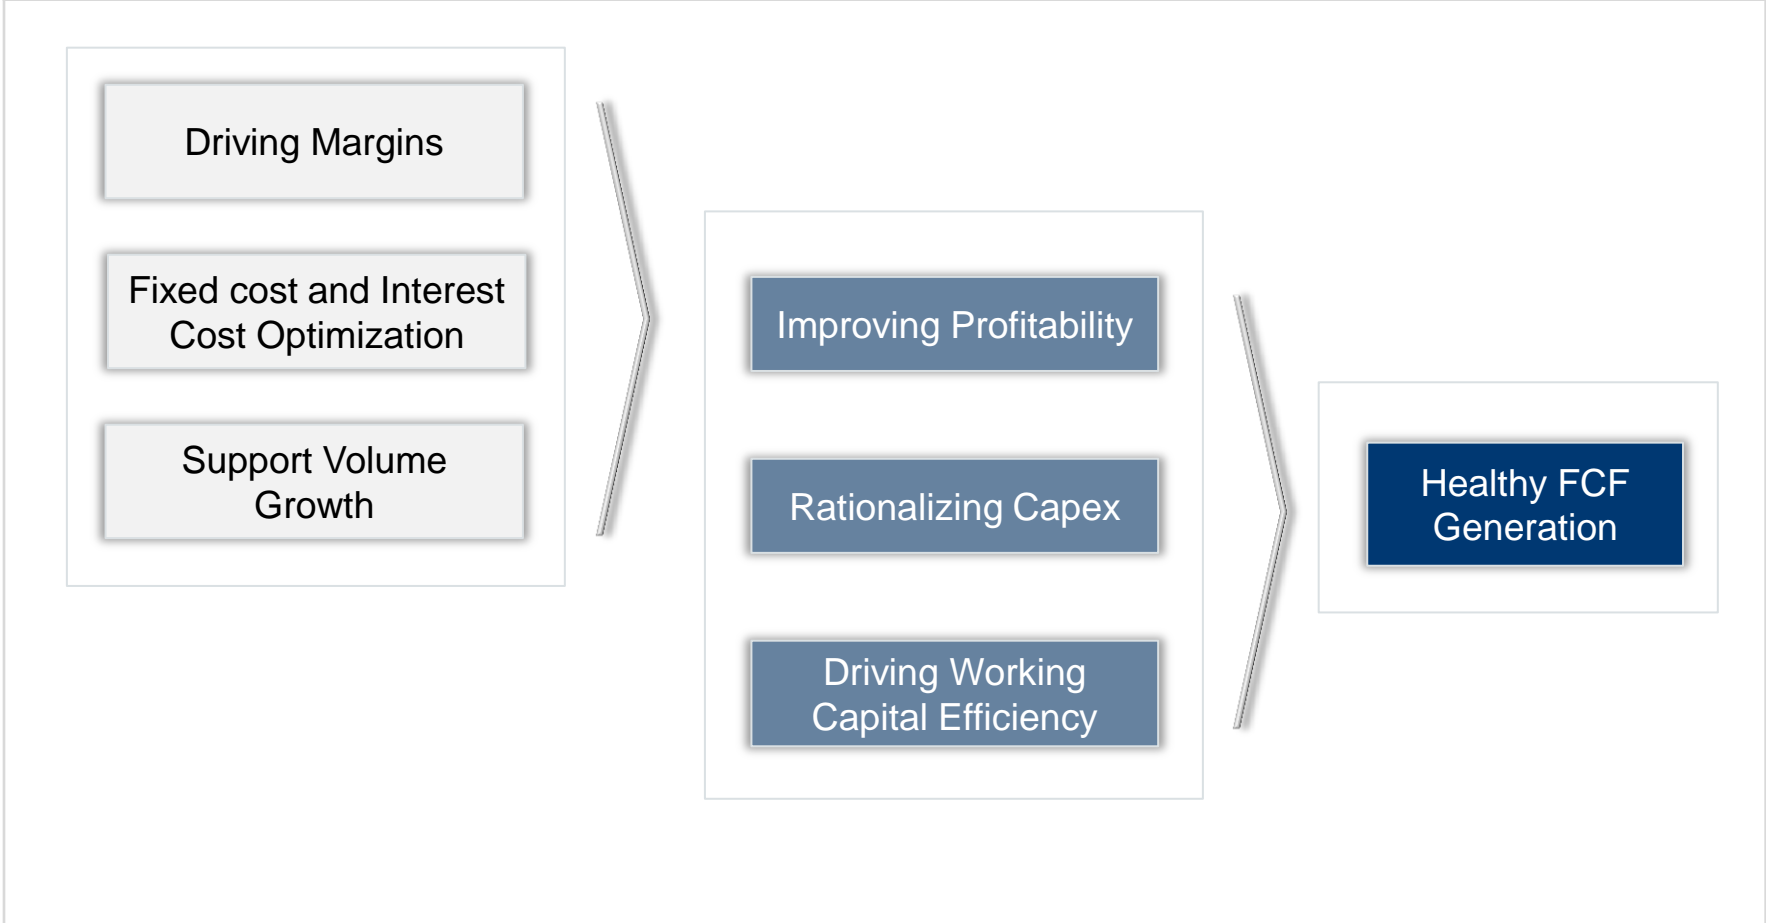 Driving Margins
Fixed cost and Interest
Cost Optimization
Support Volume
Growth
Improving Profitability
Rationalizing Capex
Driving Working
Capital Efficiency
Healthy FCF
Generation